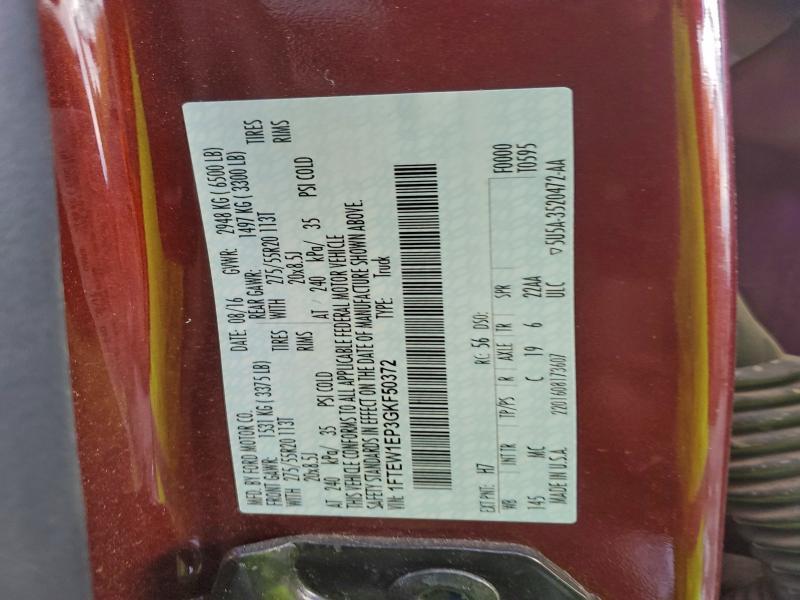 MFD. BY FORD MOTOR CO.
DATE: 08/16 GVWR: 2948 KG (6500 LB)
FRONT GAWR: 1531 KG (3375 LB) REAR GAWR: 1497 KG (3300 LB)
WITH 275/55R20 113T TIRES WITH 275/55R20 113T TIRES
20x8.5J RIMS 20x8.5J RIMS
AT 240 kPa/ 35 PSI COLD AT 240 kPa/ 35 PSI COLD
THIS VEHICLE CONFORMS TO ALL APPLICABLE FEDERAL MOTOR VEHICLE
SAFETY STANDARDS IN EFFECT ON THE DATE OF MANUFACTURE SHOWN ABOVE.
VIN: 1FTEW1EP3GKF50372 TYPE: Truck
EXT PNT: H7 RC: 56 DSO: F0000
WB INT TR TP/PS R AXLE TR SPR T0595
145 MC C 19 6 22AA
MADE IN U.S.A. 2201608173607 ULC 5U5A-3520472-AA